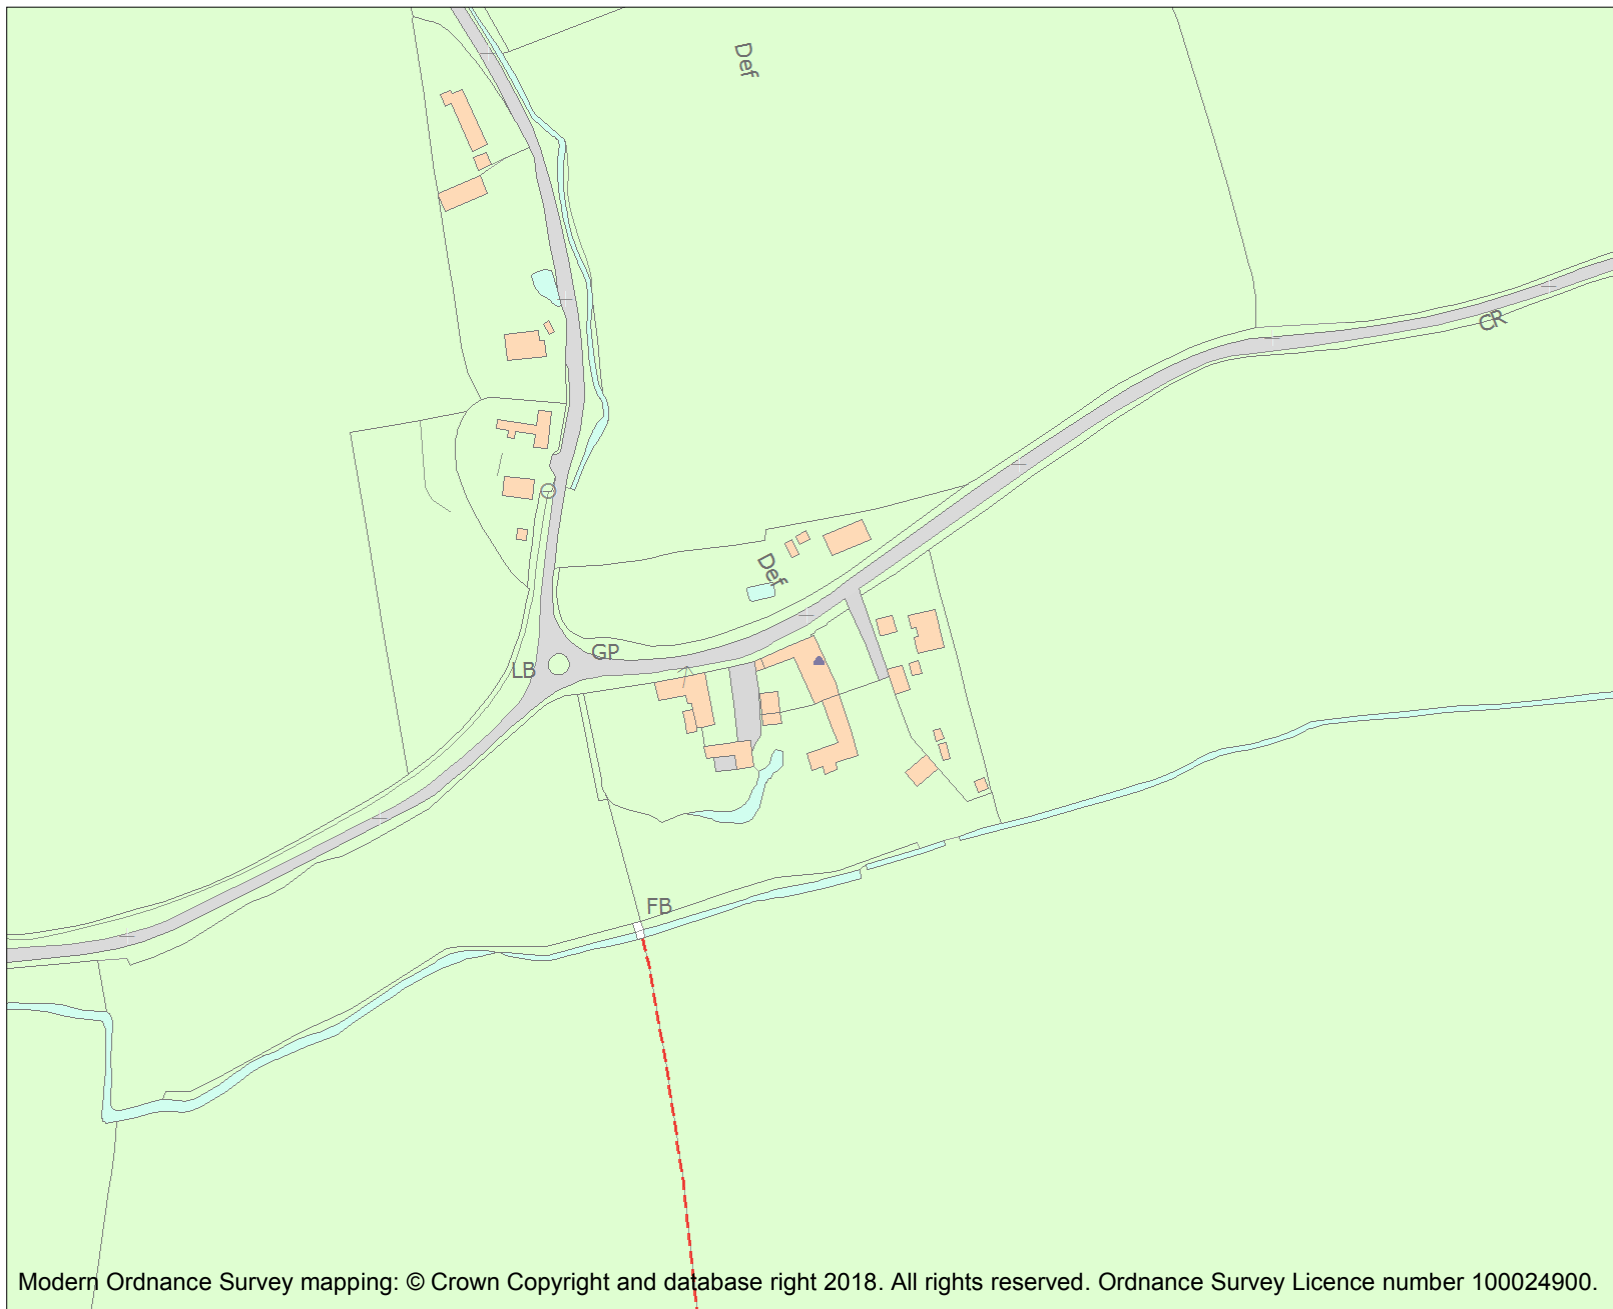 Def
CR
Def
GP
LB
FB
Modern Ordnance Survey mapping: © Crown Copyright and database right 2018. All rights reserved. Ordnance Survey Licence number 100024900.